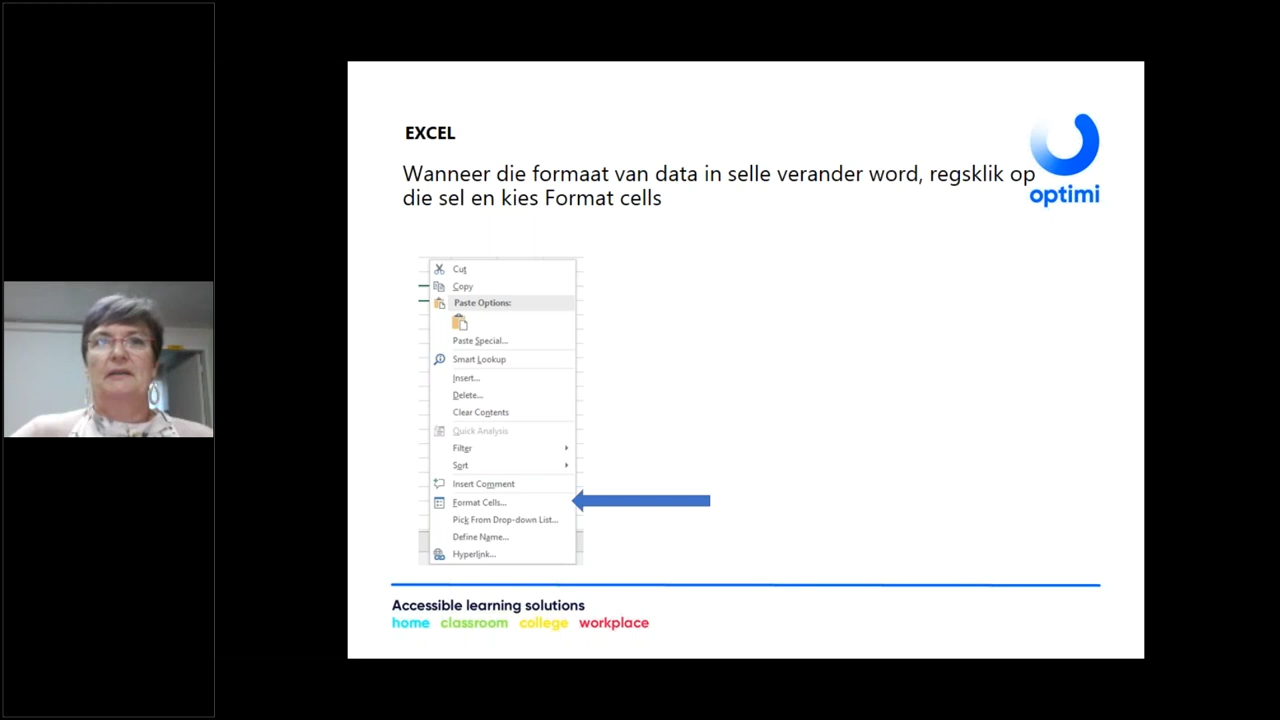 EXCEL
Wanneer die formaat van data in selle verander word, regsklik op
die sel en kies Format cells
optimi
Cut
Copy
Paste Options:
Paste Special...
Smart Lookup
Insert...
Delete...
Clear Contents
Quick Analysis
Filter
Sort
Insert Comment
Format Cells...
Pick From Drop-down List...
Define Name...
Hyperlink...
Accessible learning solutions
home classroom college workplace